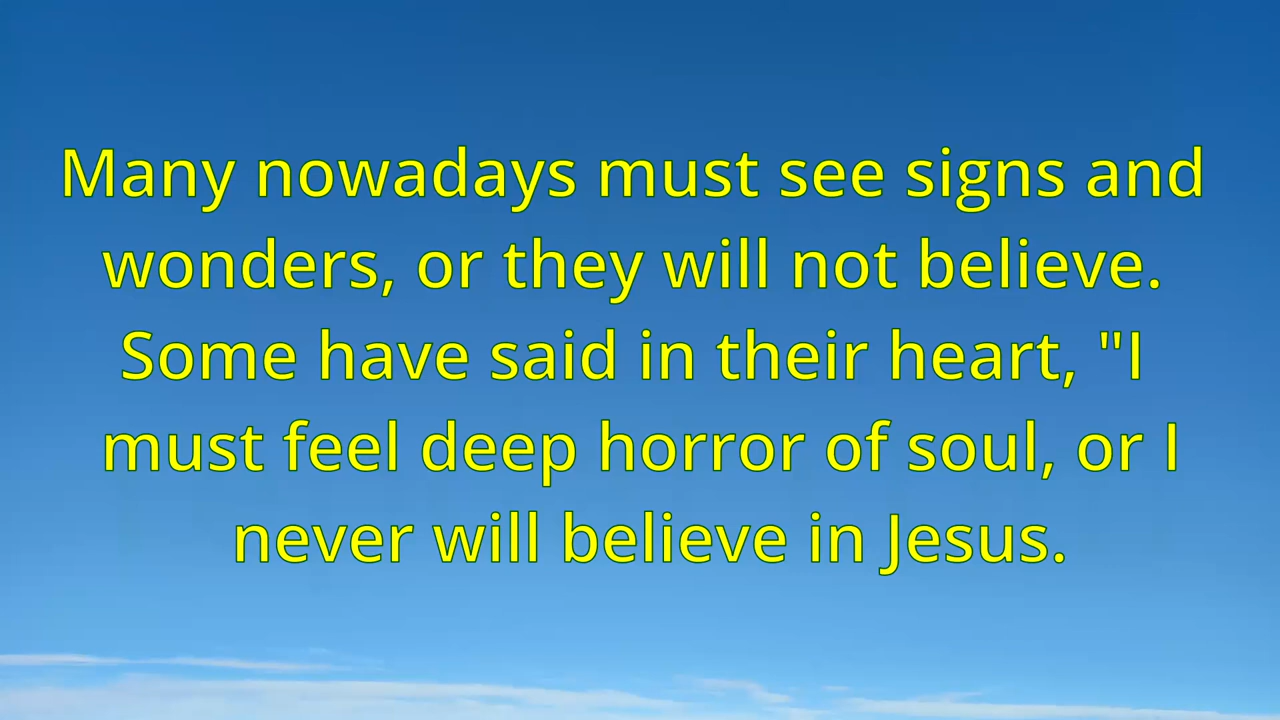 Many nowadays must see signs and
wonders, or they will not believe.
Some have said in their heart, "I
must feel deep horror of soul, or I
never will believe in Jesus.